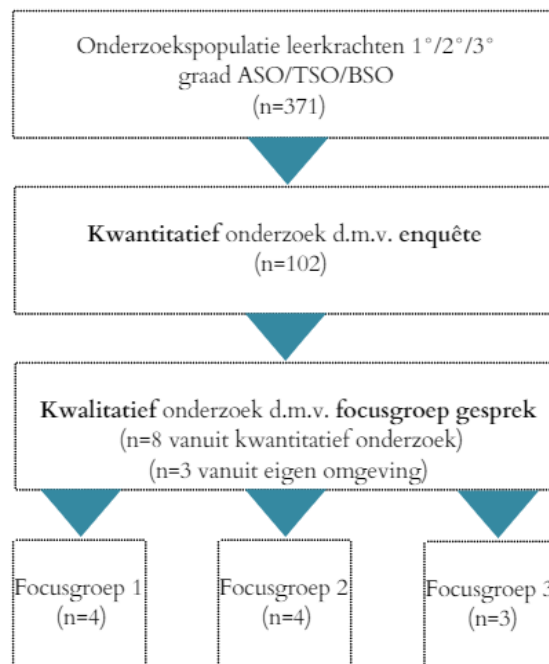 Onderzoekspopulatie leerkrachten 1°/2°/3°
graad ASO/TSO/BSO
(n=371)
Kwantitatief onderzoek d.m.v. enquête
(n=102)
Kwalitatief onderzoek d.m.v. focusgroep gesprek
(n=8 vanuit kwantitatief onderzoek)
(n=3 vanuit eigen omgeving)
Focusgroep 1
(n=4)
Focusgroep 2
(n=4)
Focusgroep 3
(n=3)